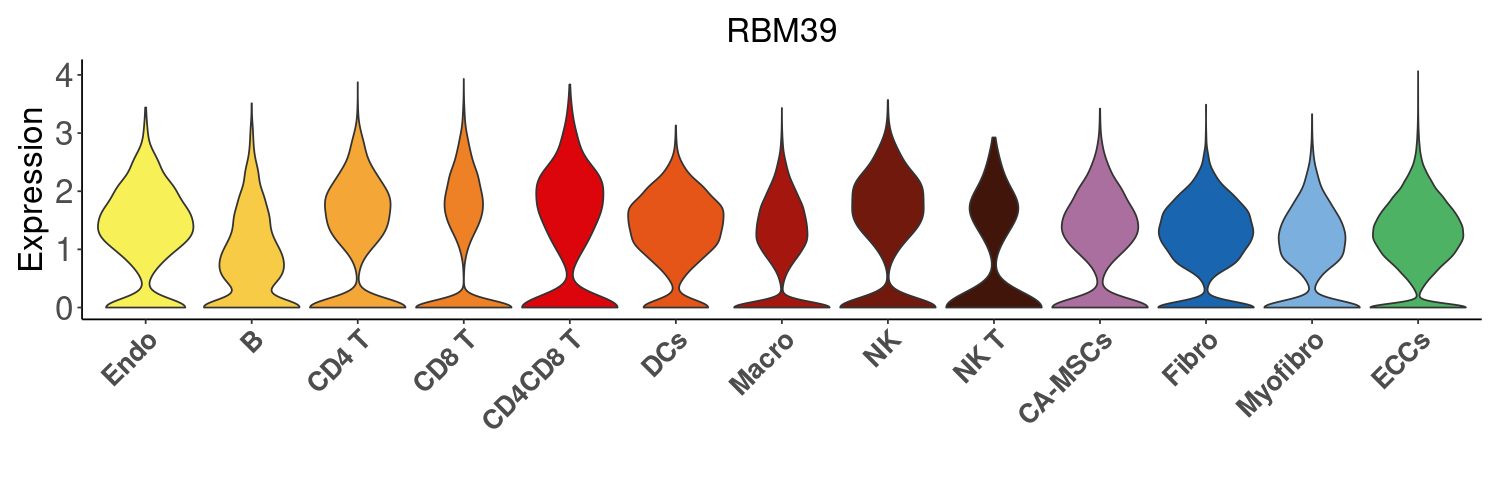 RBM39
Expression
4
3
2
1
0
Endo
B
CD4 T
CD8 T
CD4CD8 T
DCs
Macro
NK
NK T
CA-MSCs
Fibro
Myofibro
ECCs